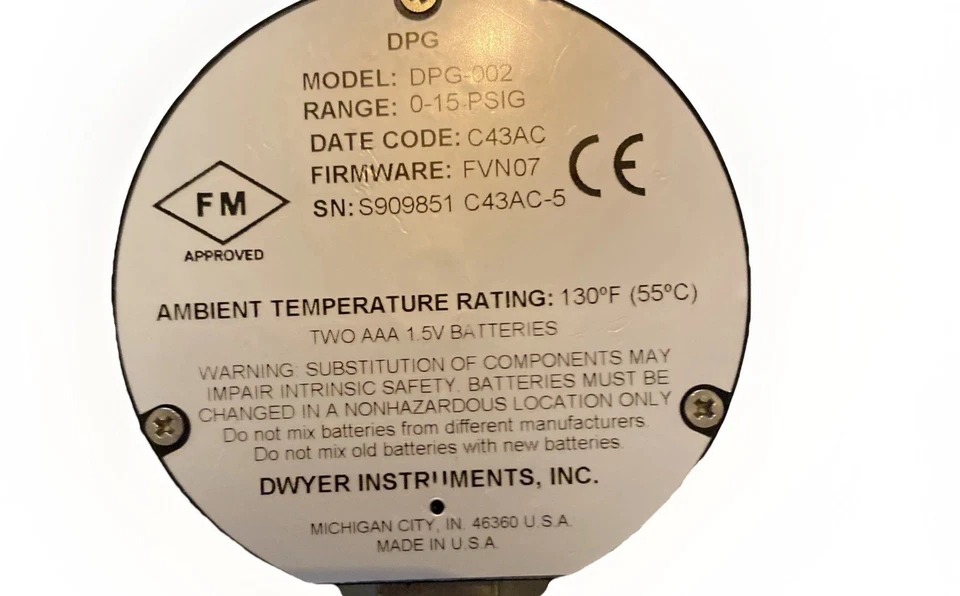 DPG
MODEL: DPG-002
RANGE: 0-15 PSIG
DATE CODE: C43AC
FIRMWARE: FVN07
SN: S909851 C43AC-5
CE
FM
APPROVED
AMBIENT TEMPERATURE RATING: 130ºF (55ºC)
TWO AAA 1.5V BATTERIES
WARNING: SUBSTITUTION OF COMPONENTS MAY
IMPAIR INTRINSIC SAFETY. BATTERIES MUST BE
CHANGED IN A NONHAZARDOUS LOCATION ONLY
Do not mix batteries from different manufacturers.
Do not mix old batteries with new batteries.
DWYER INSTRUMENTS, INC.
MICHIGAN CITY, IN. 46360 U.S.A.
MADE IN U.S.A.